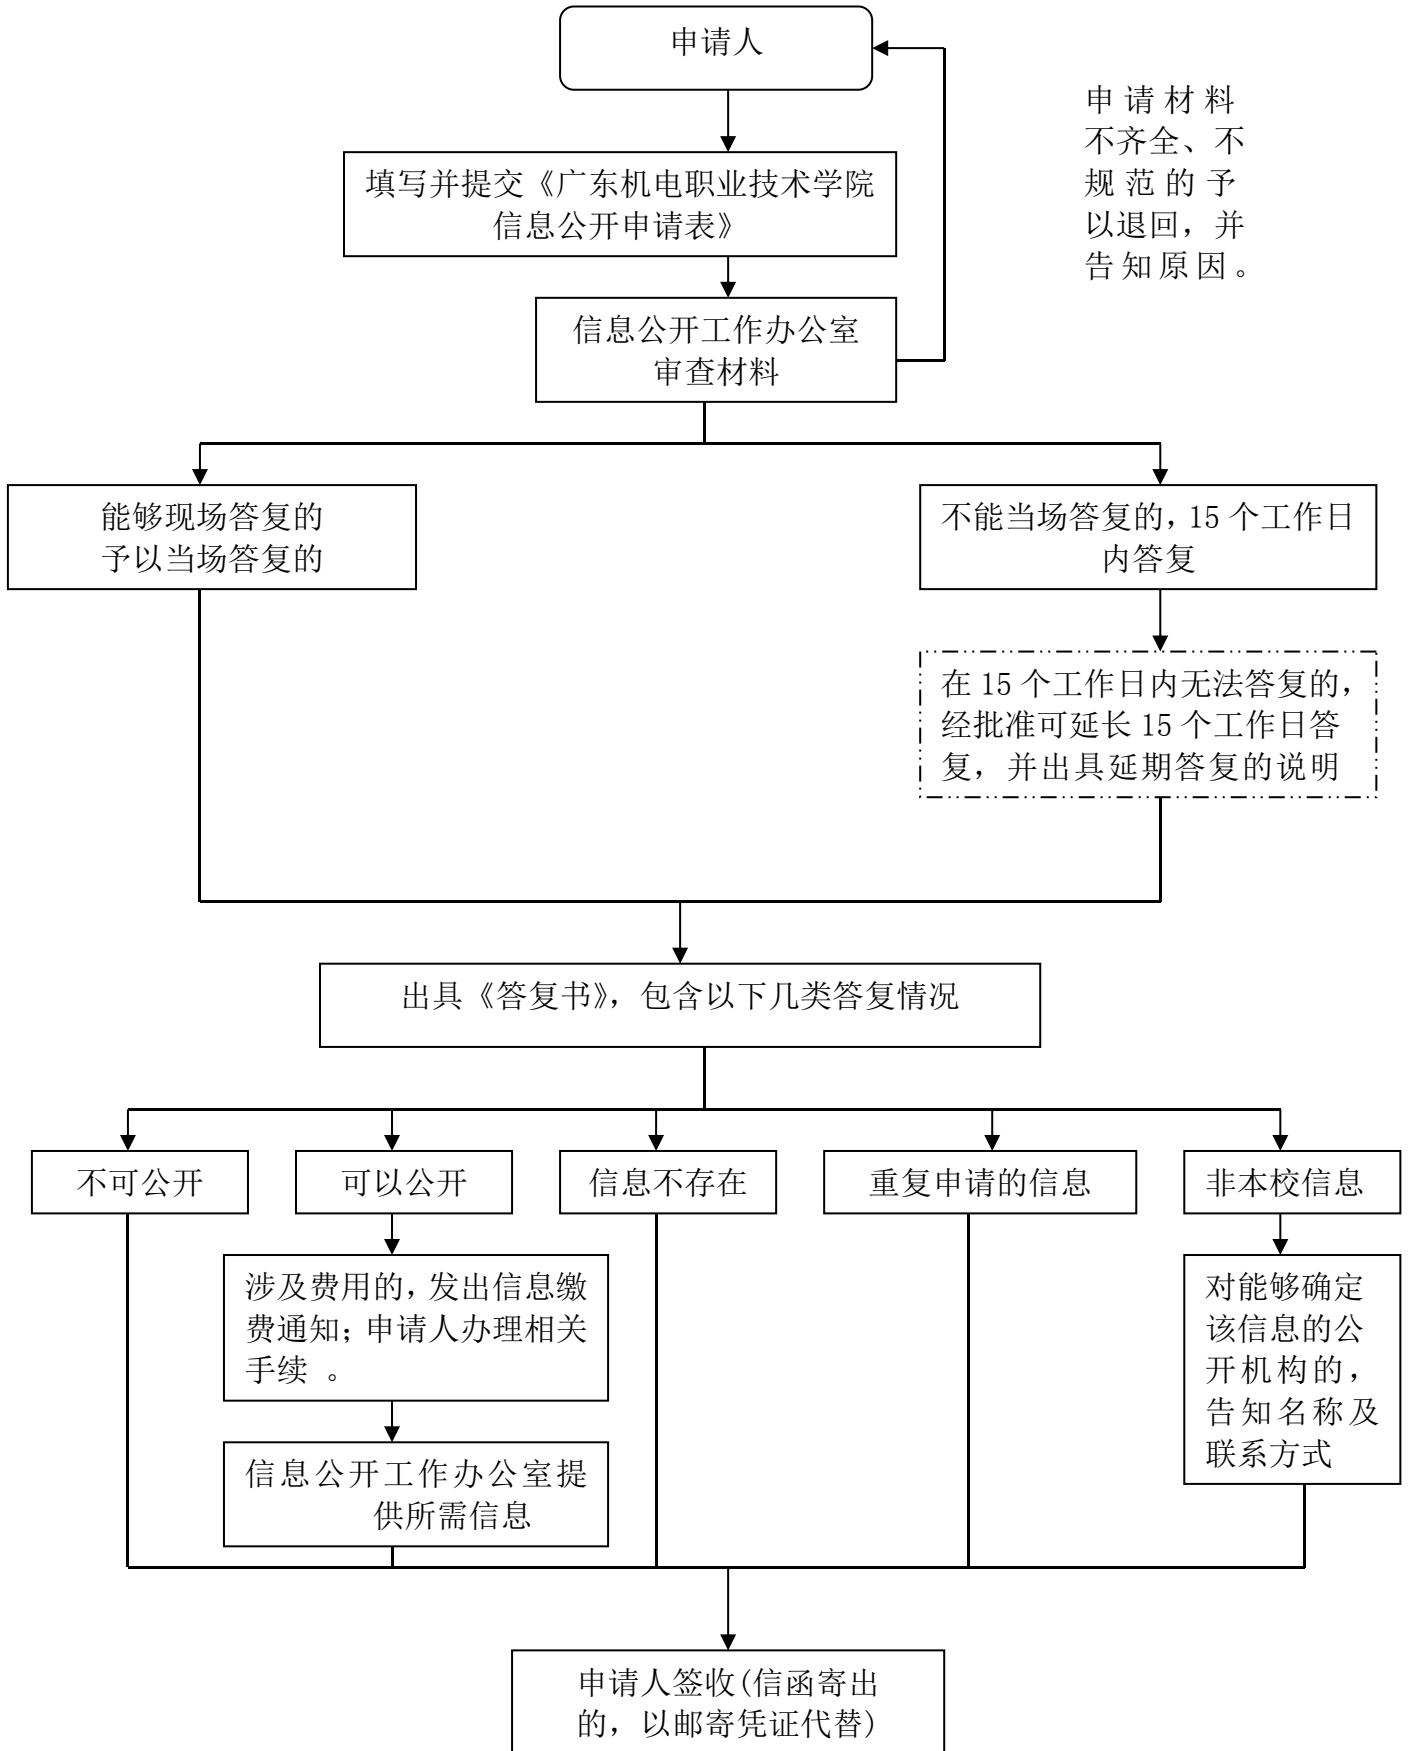 申请人
申请材料
不齐全、不
规范的予
以退回，并
告知原因。
填写并提交《广东机电职业技术学院
信息公开申请表》
信息公开工作办公室
审查材料
能够现场答复的
予以当场答复的
不能当场答复的，15个工作日
内答复
在15个工作日内无法答复的，
经批准可延长15个工作日答
复，并出具延期答复的说明
出具《答复书》，包含以下几类答复情况
不可公开
可以公开
信息不存在
重复申请的信息
非本校信息
涉及费用的，发出信息缴
费通知；申请人办理相关
手续 。
对能够确定
该信息的公
开机构的，
告知名称及
联系方式
信息公开工作办公室提
供所需信息
申请人签收(信函寄出
的，以邮寄凭证代替)